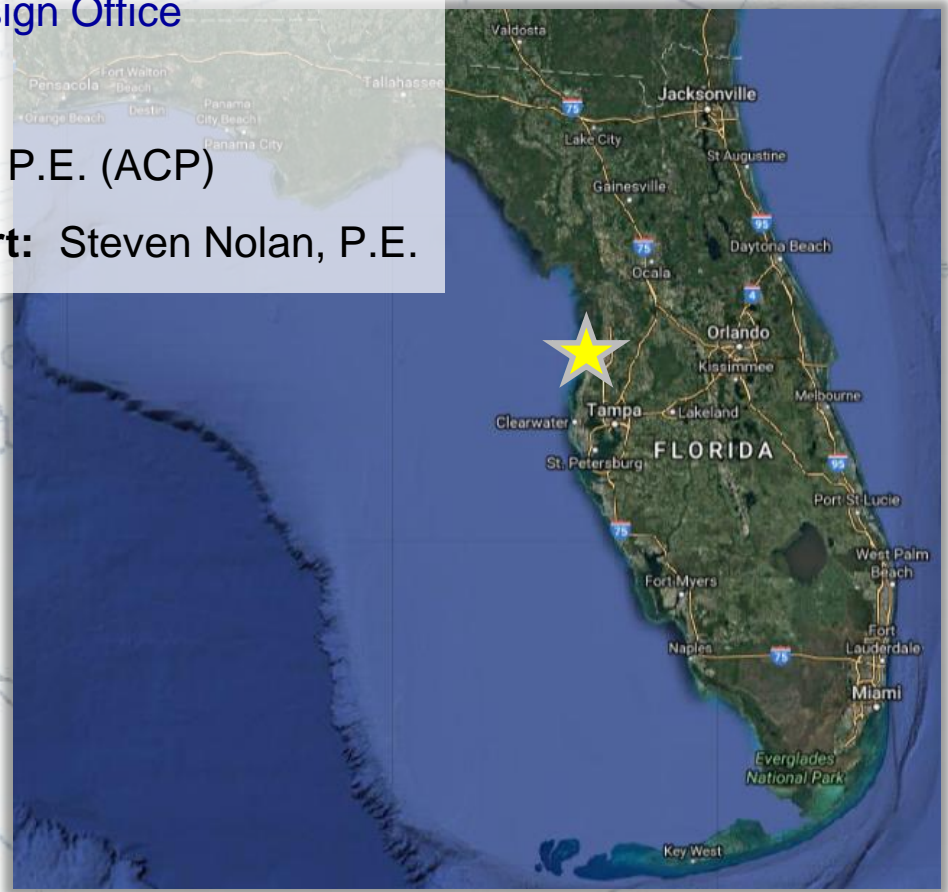 sign Office
P.E. (ACP)
rt: Steven Nolan, P.E.
Valdosta
Pensacola
Fort Walton
Beach
Tallahassee
Orange Beach
Destin
Panama
City Beach
Panama City
75
Jacksonville
Lake City
St Augustine
Gainesville
95
75
Daytona Beach
Ocala
4
Orlando
Kissimmee
Melbourne
Clearwater
Tampa
Lakeland
FLORIDA
St. Petersburg
95
Port St Lucie
75
West Palm
Beach
Fort Myers
Fort
Lauderdale
Naples
75
Miami
Everglades
National Park
Key West